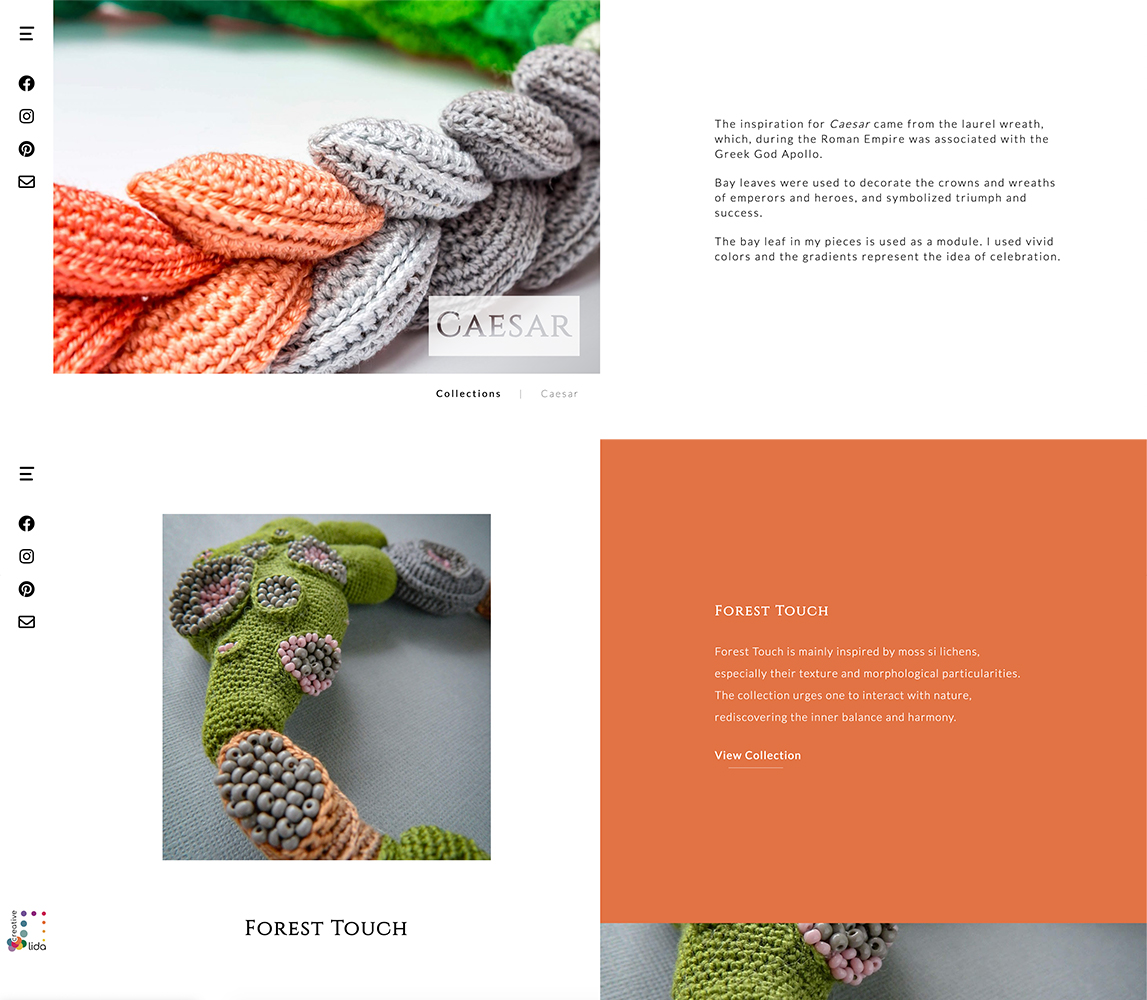 The inspiration for Caesar came from the laurel wreath,
which, during the Roman Empire was associated with the
Greek God Apollo.
Bay leaves were used to decorate the crowns and wreaths
of emperors and heroes, and symbolized triumph and
success.
The bay leaf in my pieces is used as a module. I used vivid
colors and the gradients represent the idea of celebration.
Caesar
Collections | Caesar
Forest Touch
Forest Touch is mainly inspired by moss si lichens,
especially their texture and morphological particularities.
The collection urges one to interact with nature,
rediscovering the inner balance and harmony.
View Collection
creative
lida
Forest Touch